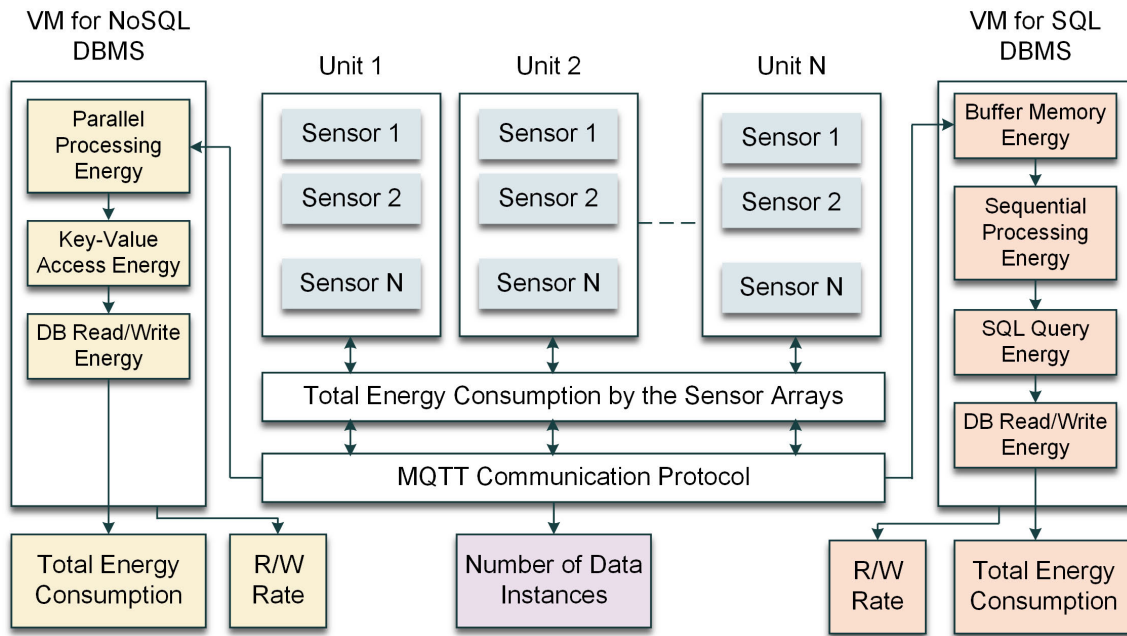 VM for NoSQL
DBMS
Parallel
Processing
Energy
Key-Value
Access Energy
DB Read/Write
Energy
Total Energy
Consumption
R/W
Rate
Unit 1
Sensor 1
Sensor 2
Sensor N
Unit 2
Sensor 1
Sensor 2
Sensor N
Unit N
Sensor 1
Sensor 2
Sensor N
Total Energy Consumption by the Sensor Arrays
MQTT Communication Protocol
Number of Data
Instances
VM for SQL
DBMS
Buffer Memory
Energy
Sequential
Processing
Energy
SQL Query
Energy
DB Read/Write
Energy
R/W
Rate
Total Energy
Consumption